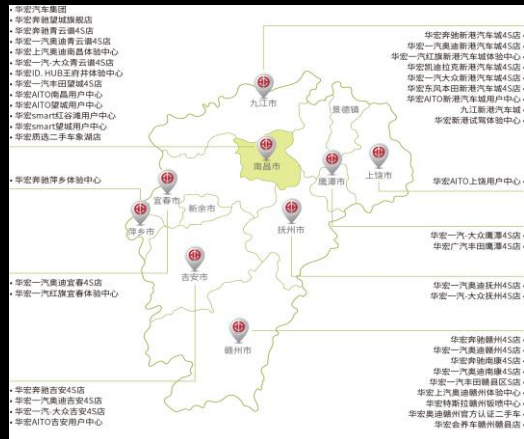 • 华宏汽车集团
• 华宏奔驰望城旗舰店
• 华宏奔驰青云谱4S店
• 华宏一汽奥迪青云谱4S店
• 华宏上汽奥迪南昌体验中心
• 华宏一汽-大众青云谱4S店
• 华宏ID. HUB王府井体验中心
• 华宏一汽丰田望城4S店
• 华宏AITO南昌用户中心
• 华宏AITO望城用户中心
• 华宏smart红谷滩用户中心
• 华宏smart望城用户中心
• 华宏质选二手车象湖店
• 华宏奔驰萍乡体验中心
• 华宏一汽奥迪宜春4S店
• 华宏一汽红旗宜春体验中心
• 华宏奔驰吉安4S店
• 华宏一汽奥迪吉安4S店
• 华宏一汽-大众吉安4S店
• 华宏AITO吉安用户中心
九江市
景德镇
南昌市
鹰潭市
上饶市
宜春市
新余市
萍乡市
抚州市
吉安市
赣州市
华宏奔驰新港汽车城4S店 •
华宏一汽奥迪新港汽车城4S店 •
华宏一汽红旗新港汽车城体验中心 •
华宏凯迪拉克新港汽车城4S店 •
华宏一汽大众新港汽车城4S店 •
华宏东风本田新港汽车城4S店 •
华宏AITO新港汽车城用户中心 •
九江新港汽车城 •
华宏新港试驾体验中心 •
华宏AITO上饶用户中心 •
华宏一汽-大众鹰潭4S店 •
华宏广汽丰田鹰潭4S店 •
华宏一汽奥迪抚州4S店 •
华宏一汽-大众抚州4S店 •
华宏奔驰赣州4S店 •
华宏一汽奥迪赣州4S店 •
华宏奔驰南康4S店 •
华宏一汽奥迪南康4S店 •
华宏一汽丰田赣县区S店 •
华宏上汽奥迪赣州体验中心 •
华宏特斯拉赣州钣喷中心 •
华宏奥迪赣州官方认证二手车 •
华宏会养车赣州赣县店 •